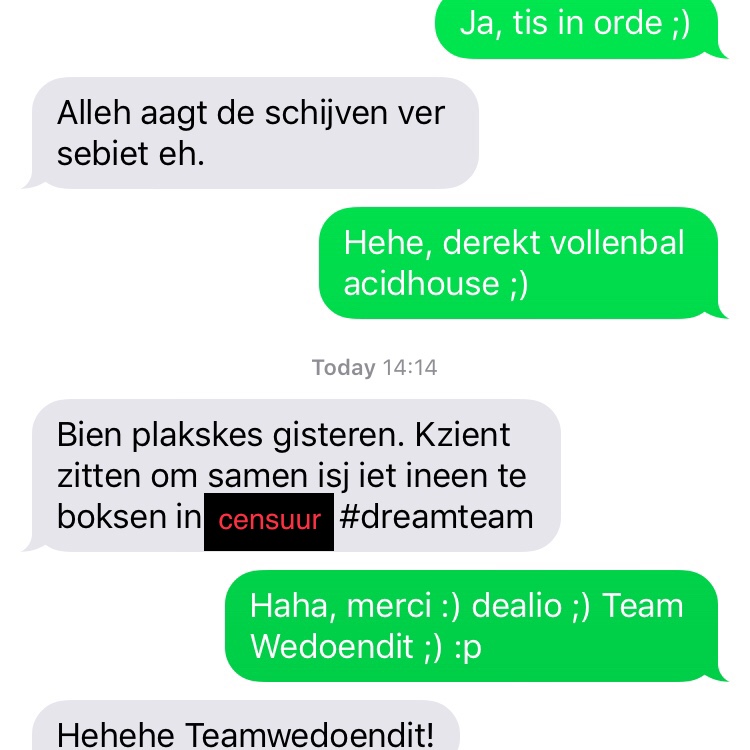 Ja, tis in orde ;)
Alleh aagt de schijven ver
sebiet eh.
Hehe, derekt vollenbal
acidhouse ;)
Today 14:14
Bien plakskes gisteren. Kzient
zitten om samen isj iet ineen te
boksen in censuur #dreamteam
Haha, merci :) dealio ;) Team
Wedoendit ;) :p
Hehehe Teamwedoendit!